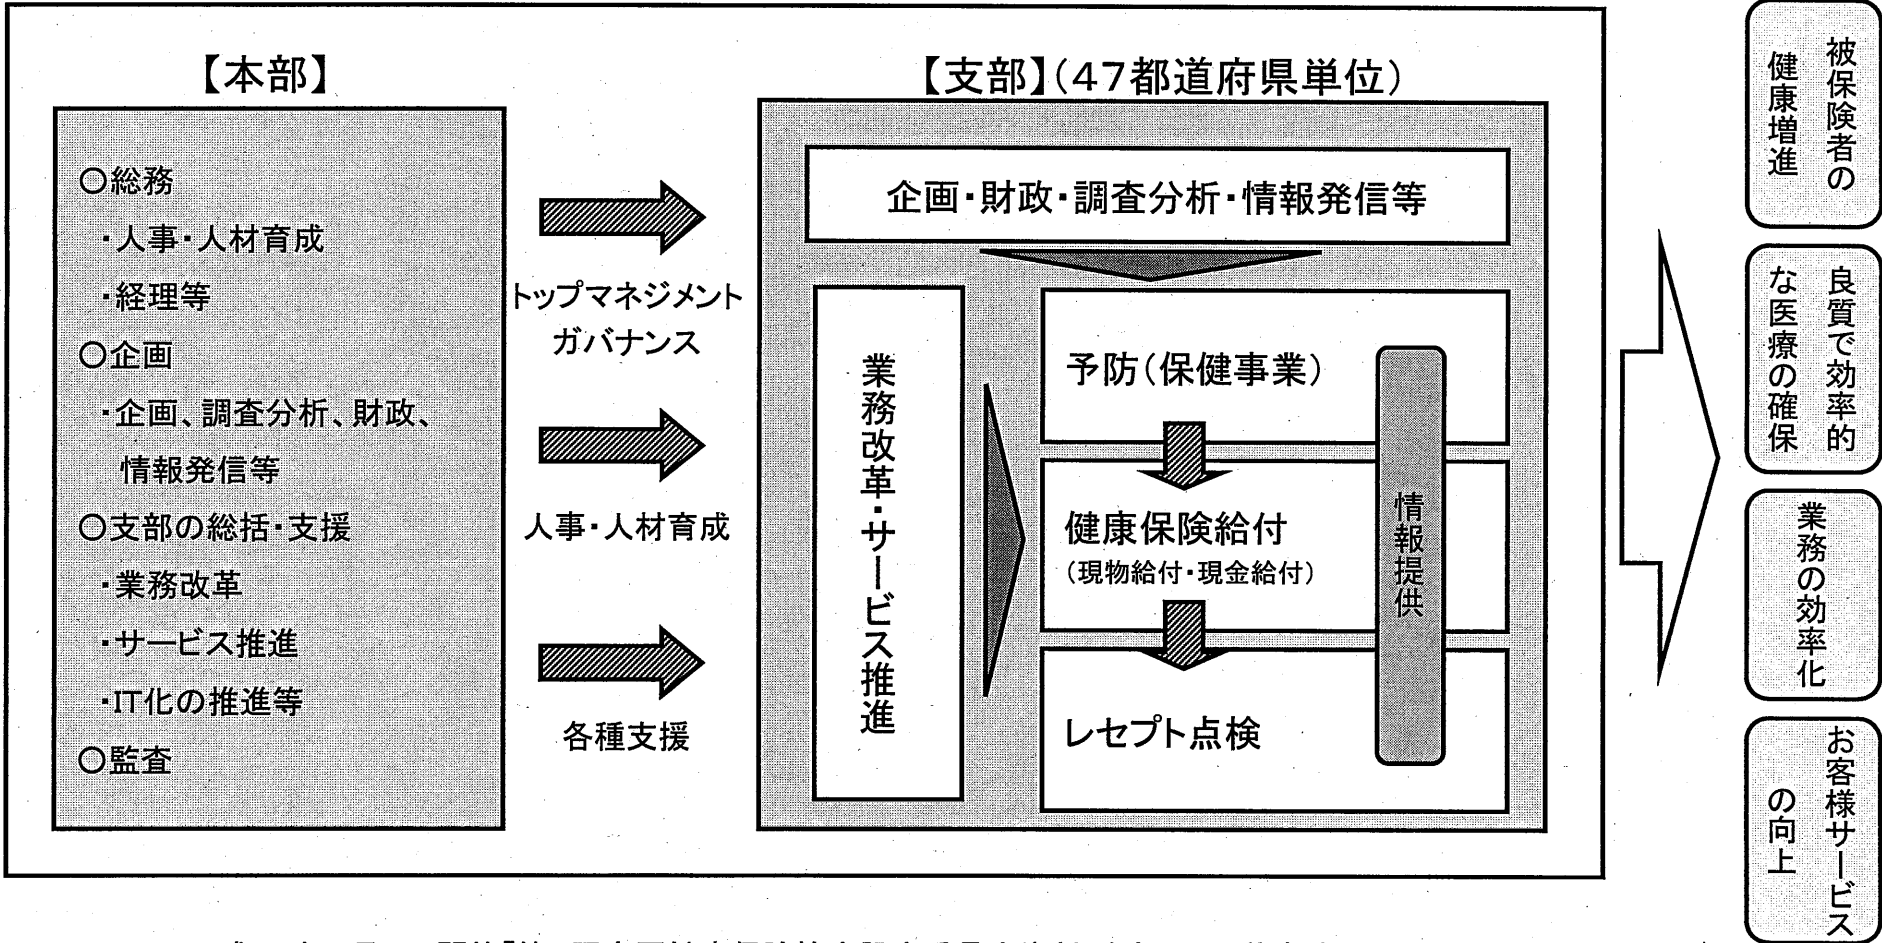 【本部】
○総務
・人事・人材育成
・経理等
○企画
・企画、調査分析、財政、
情報発信等
○支部の総括・支援
・業務改革
・サービス推進
・IT化の推進等
○監査
トップマネジメント
ガバナンス
人事・人材育成
各種支援
【支部】(47都道府県単位)
企画・財政・調査分析・情報発信等
業務改革・サービス推進
予防(保健事業)
健康保険給付
(現物給付・現金給付)
レセプト点検
情報提供
被保険者の
健康増進
良質で効率的
な医療の確保
業務の効率化
お客様サービス
の向上